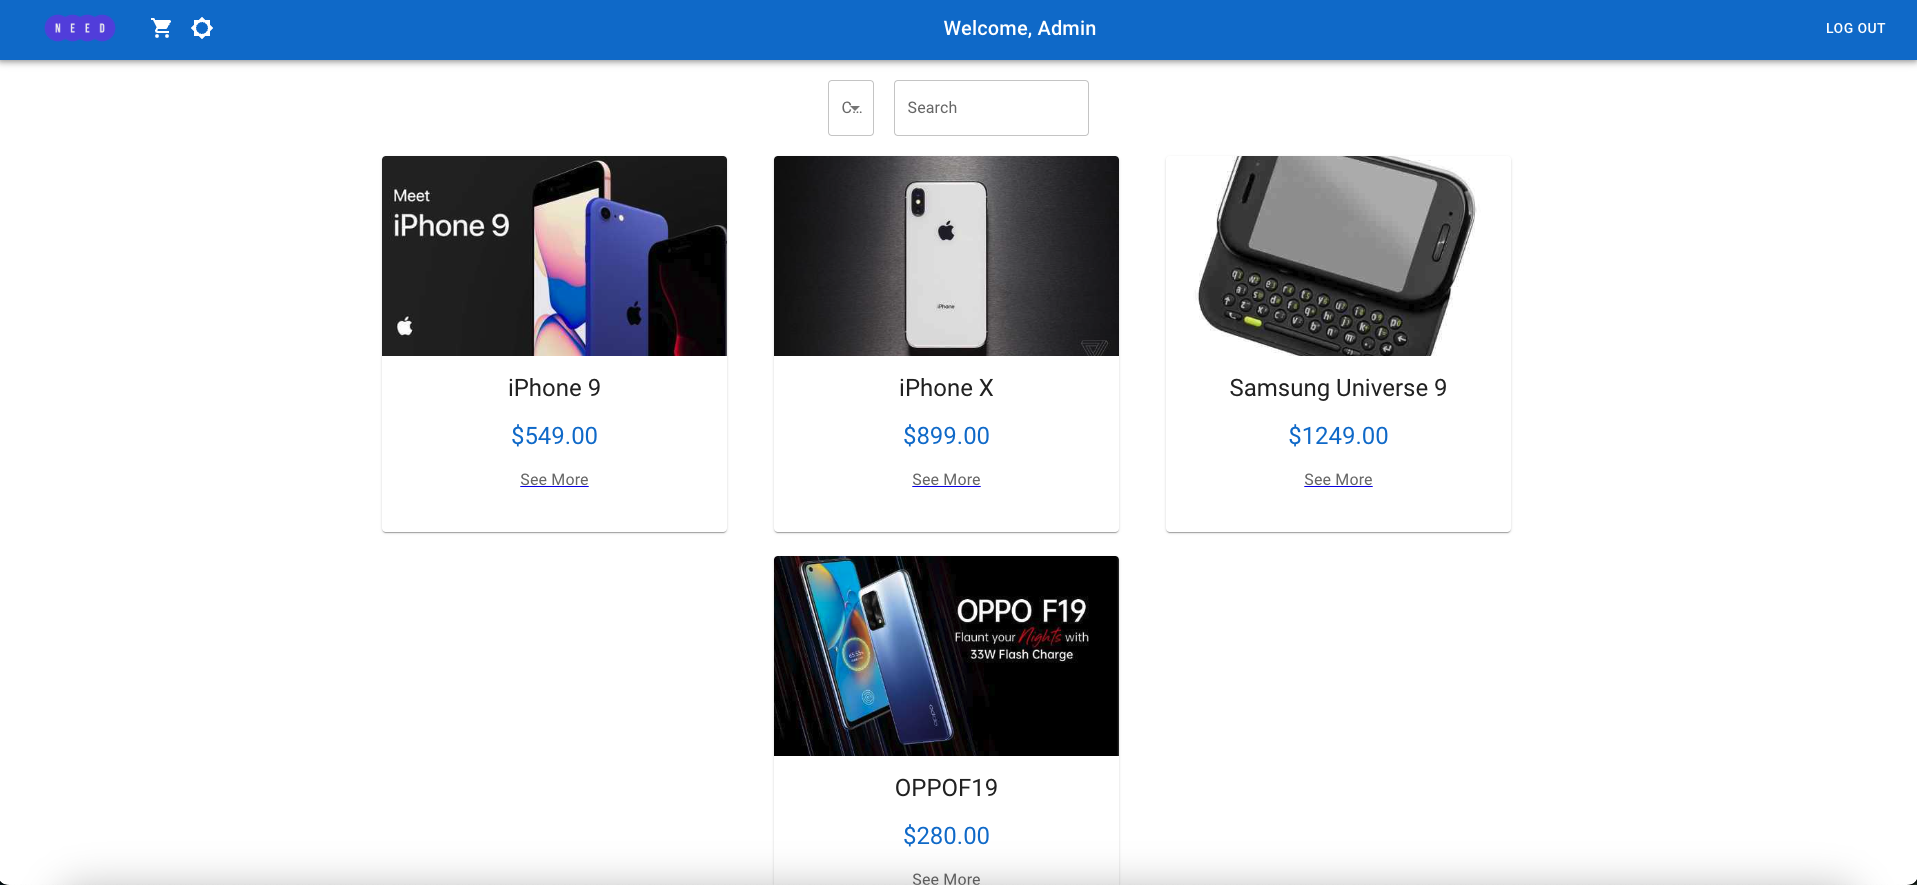 NEED
Welcome, Admin
LOG OUT
C...
Search
Meet
iPhone 9
iPhone
iPhone 9
$549.00
See More
iPhone X
$899.00
See More
Samsung Universe 9
$1249.00
See More
OPPO F19
Flaunt your Nights with
33W Flash Charge
oppo
OPPOF19
$280.00
See More